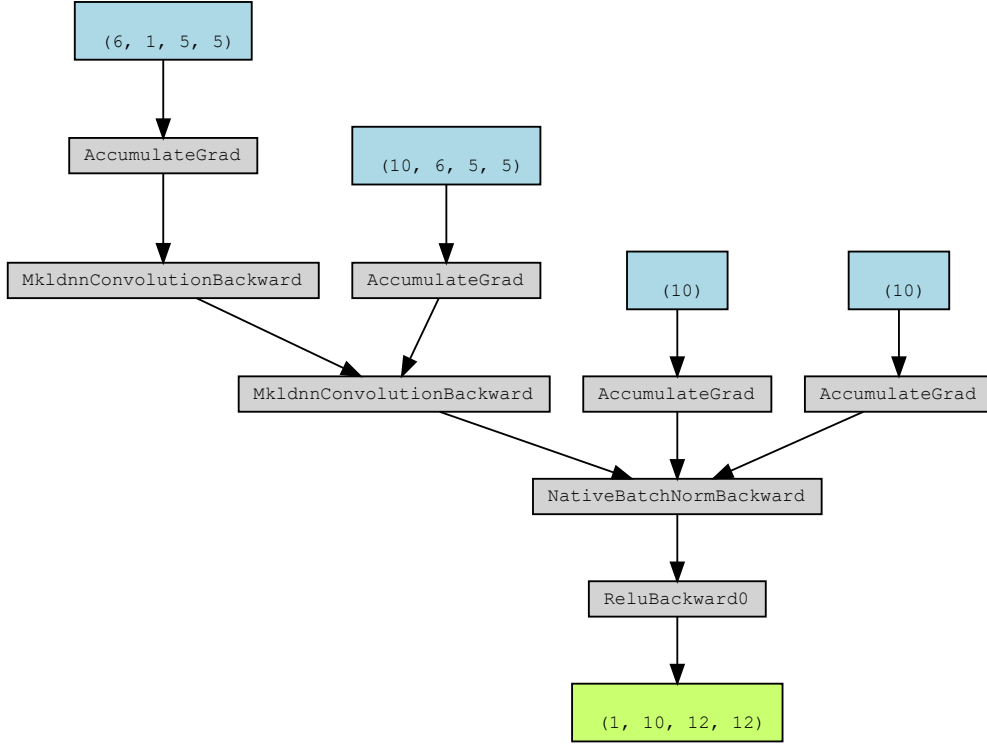 (6, 1, 5, 5)
AccumulateGrad
(10, 6, 5, 5)
MkldnnConvolutionBackward
AccumulateGrad
(10)
(10)
MkldnnConvolutionBackward
AccumulateGrad
AccumulateGrad
NativeBatchNormBackward
ReluBackward0
(1, 10, 12, 12)